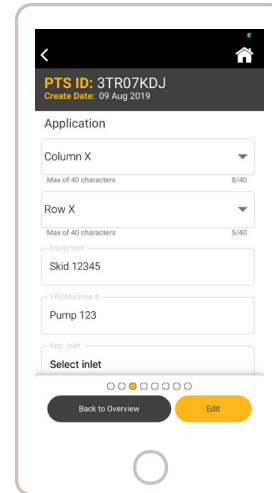 PTS ID: 3TR07KDJ
Create Date: 09 Aug 2019
Application
Column X
Max of 40 characters 8/40
Row X
Max of 40 characters 5/40
Equipment
Skid 12345
VIN/Machine #
Pump 123
App. Inlet
Select inlet
Back to Overview Edit